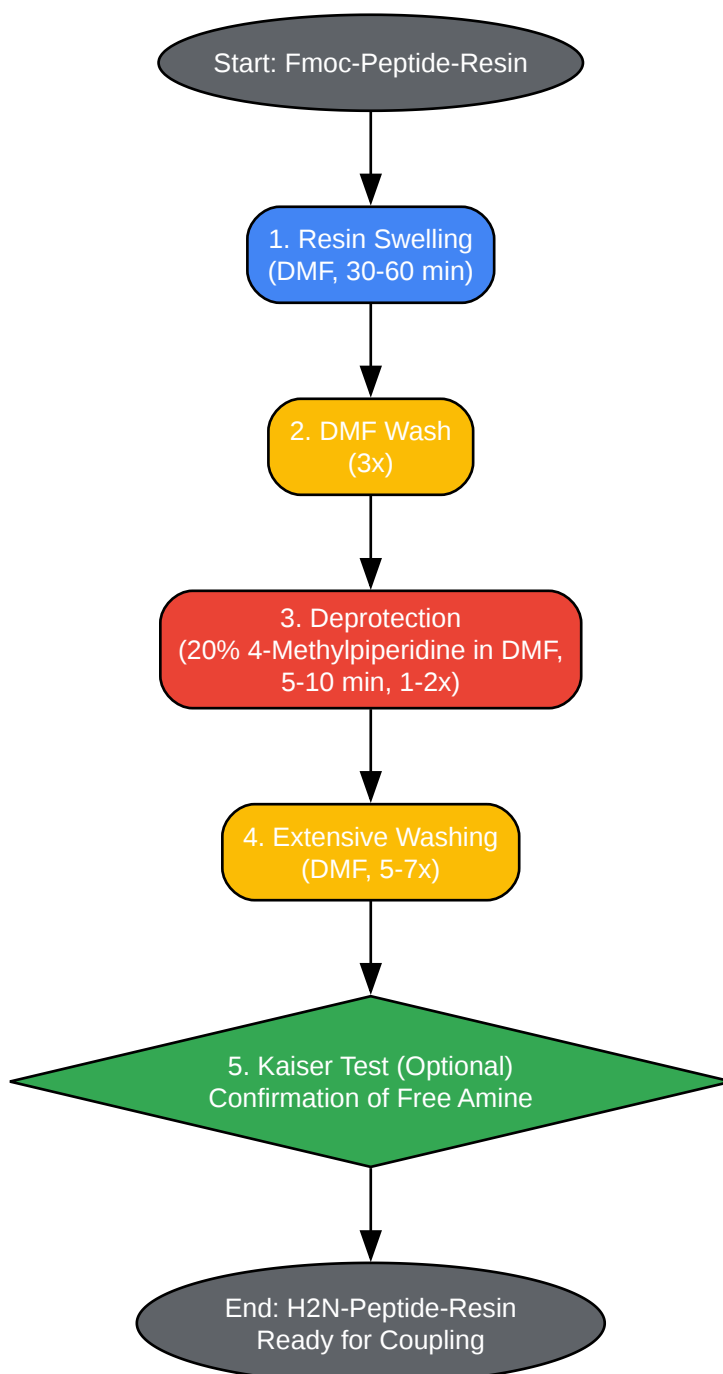 Start: Fmoc-Peptide-Resin
1. Resin Swelling
(DMF, 30-60 min)
2. DMF Wash
(3x)
3. Deprotection
(20% 4-Methylpiperidine in DMF,
5-10 min, 1-2x)
4. Extensive Washing
(DMF, 5-7x)
5. Kaiser Test (Optional)
Confirmation of Free Amine
End: H2N-Peptide-Resin
Ready for Coupling